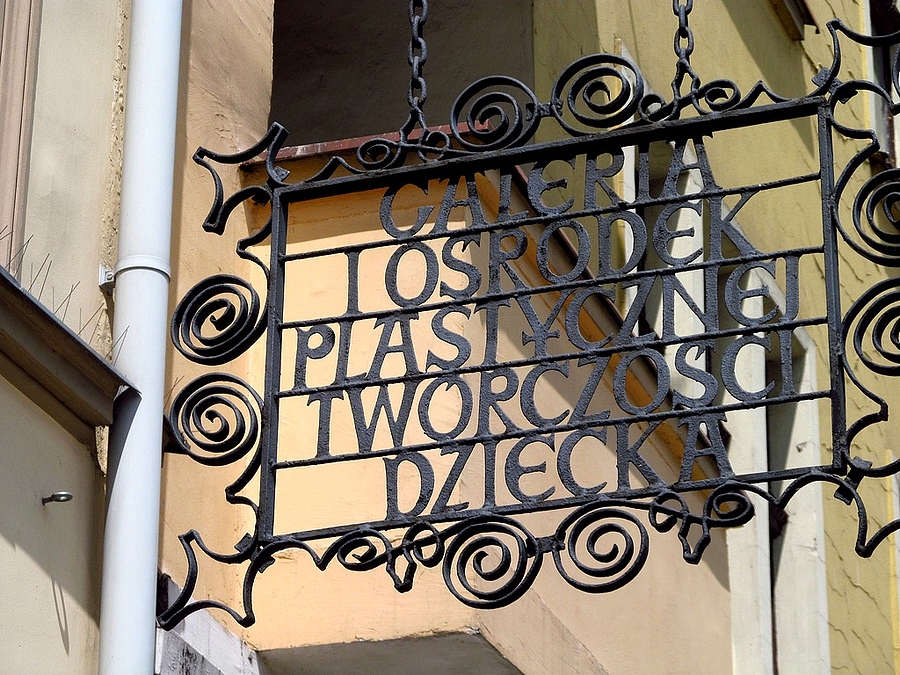 GALERIA
I OŚRODEK
PLASTYCZNEJ
TWÓRCZOŚCI
DZIECKA